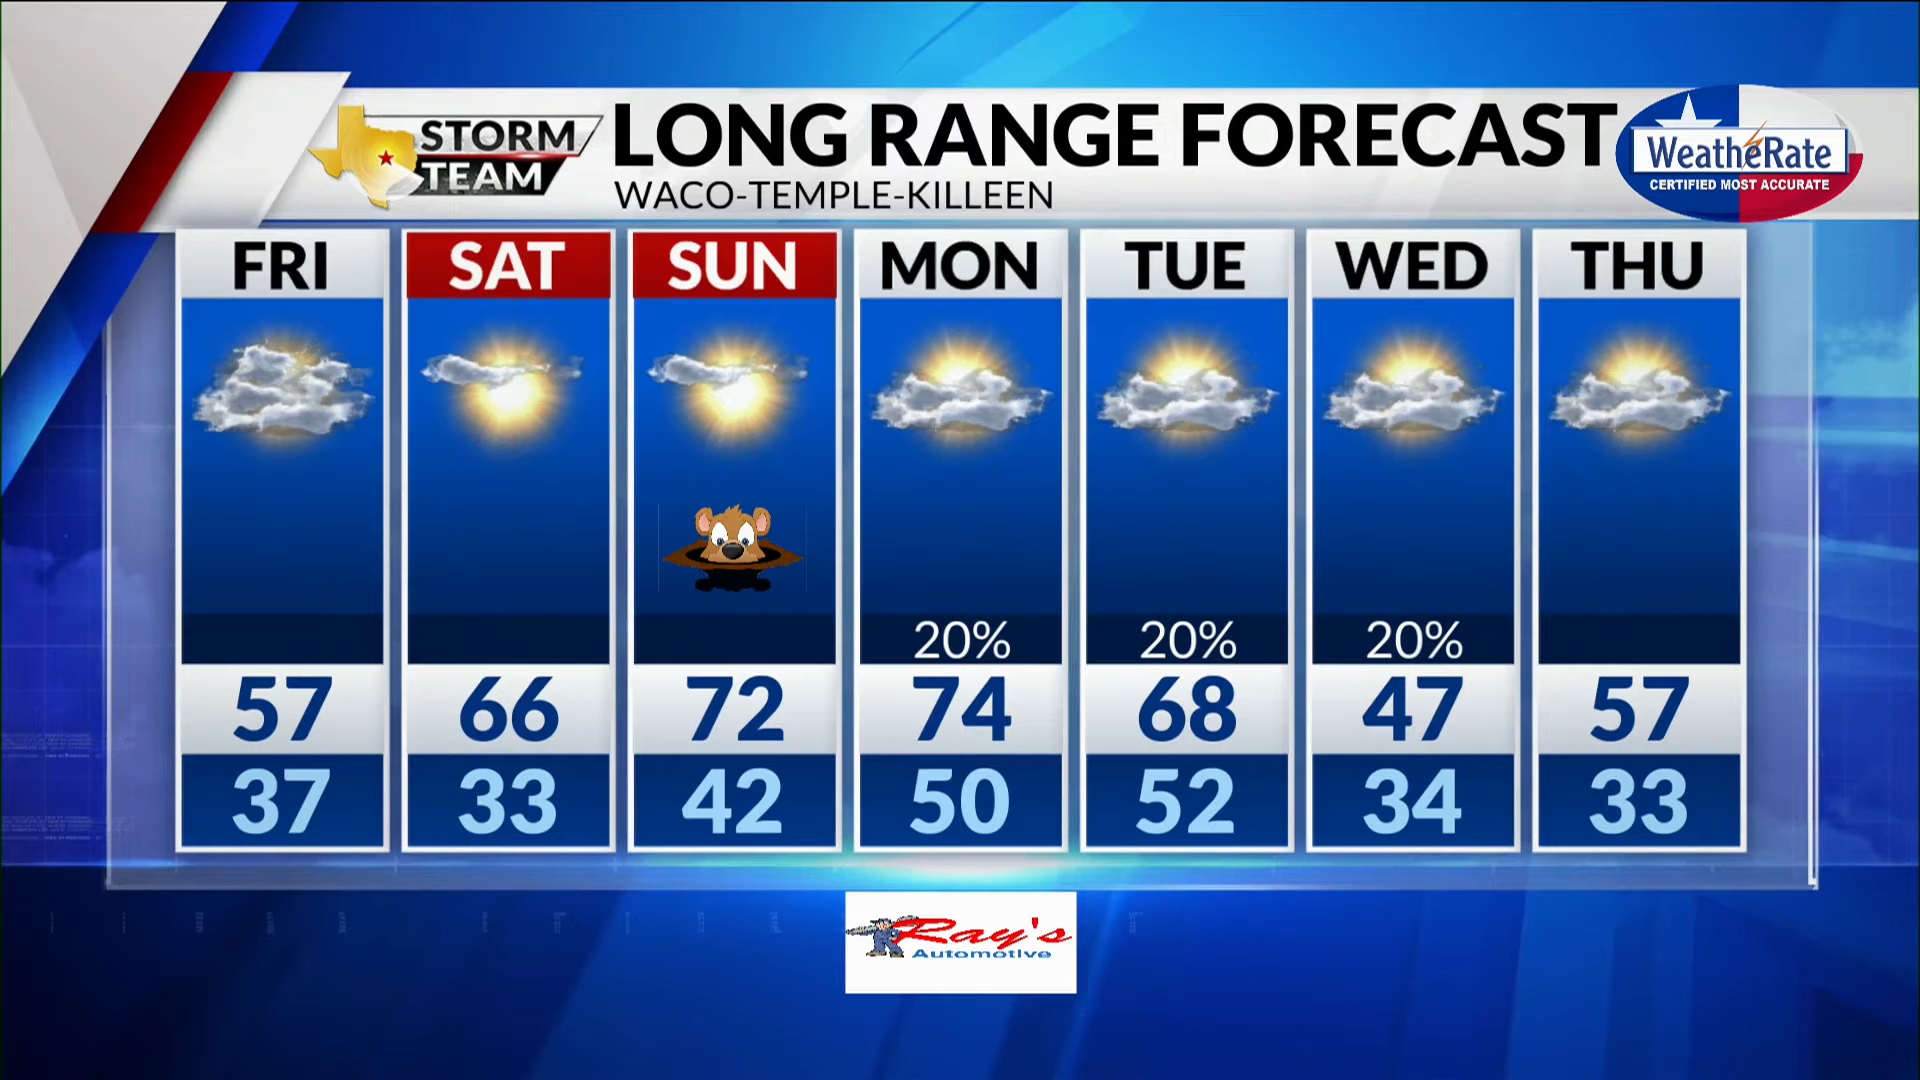 STORM
TEAM
LONG RANGE FORECAST
WACO-TEMPLE-KILLEEN
WeatheRate
CERTIFIED MOST ACCURATE
FRI SAT SUN MON TUE WED THU
20% 20% 20%
57 66 72 74 68 47 57
37 33 42 50 52 34 33
Ray's
Automotive